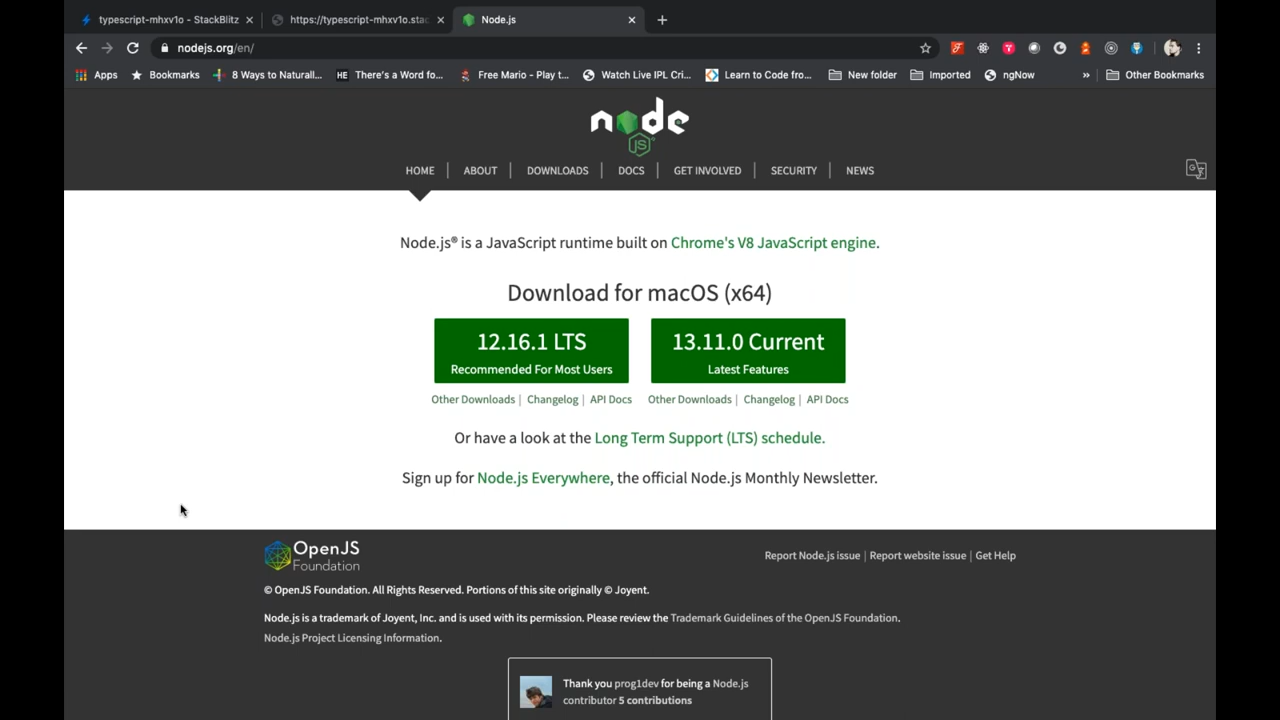 typescript-mhxv1o - StackBlitz
https://typescript-mhxv1o.stac
Node.js
nodejs.org/en/
Apps
Bookmarks
8 Ways to Naturall...
HE There's a Word fo...
Free Mario - Play t...
Watch Live IPL Cri...
Learn to Code fro...
New folder
Imported
ngNow
»
Other Bookmarks
node
JS
HOME | ABOUT | DOWNLOADS | DOCS | GET INVOLVED | SECURITY | NEWS
Node.js® is a JavaScript runtime built on Chrome's V8 JavaScript engine.
Download for macOS (x64)
12.16.1 LTS
Recommended For Most Users
13.11.0 Current
Latest Features
Other Downloads | Changelog | API Docs
Other Downloads | Changelog | API Docs
Or have a look at the Long Term Support (LTS) schedule.
Sign up for Node.js Everywhere, the official Node.js Monthly Newsletter.
OpenJS
Foundation
Report Node.js issue | Report website issue | Get Help
© OpenJS Foundation. All Rights Reserved. Portions of this site originally © Joyent.
Node.js is a trademark of Joyent, Inc. and is used with its permission. Please review the Trademark Guidelines of the OpenJS Foundation.
Node.js Project Licensing Information.
Thank you prog1dev for being a Node.js
contributor 5 contributions